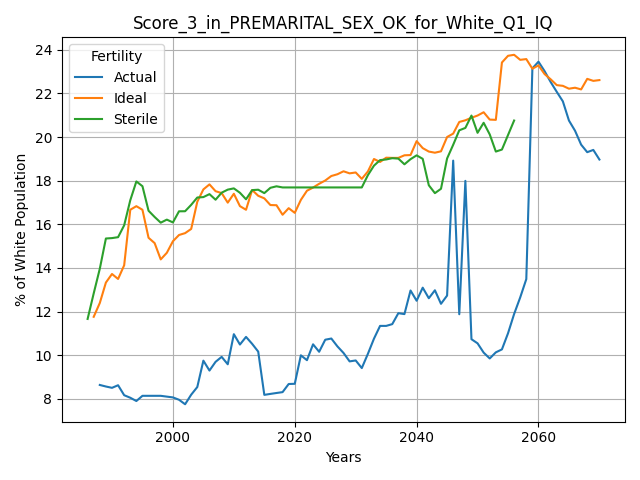 Score_3_in_PREMARITAL_SEX_OK_for_White_Q1_IQ
Fertility
Actual
Ideal
Sterile
% of White Population
24
22
20
18
16
14
12
10
8
2000
2020
2040
2060
Years